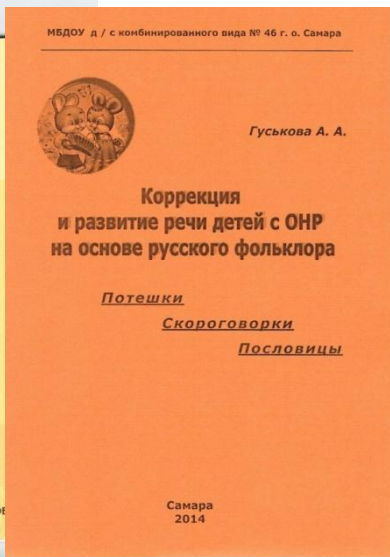 МБДОУ д / с комбинированного вида № 46 г. о. Самара
Гуськова А. А.
Коррекция
и развитие речи детей с ОНР
на основе русского фольклора
Потешки
Скороговорки
Пословицы
Самара
2014